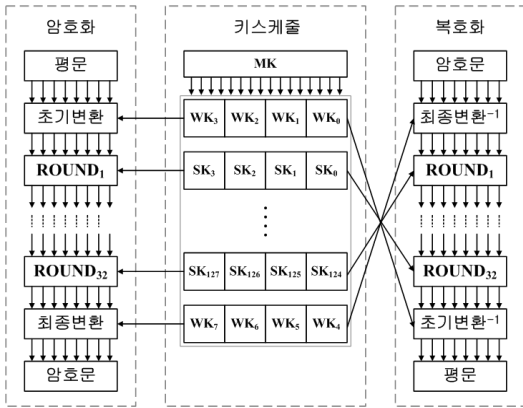 암호화
평문
초기변환
ROUND₁
ROUND₃₂
최종변환
암호문
키스케줄
MK
WK₃ WK₂ WK₁ WK₀
SK₃ SK₂ SK₁ SK₀
SK₁₂₇ SK₁₂₆ SK₁₂₅ SK₁₂₄
WK₇ WK₆ WK₅ WK₄
복호화
암호문
최종변환⁻¹
ROUND₁
ROUND₃₂
초기변환⁻¹
평문